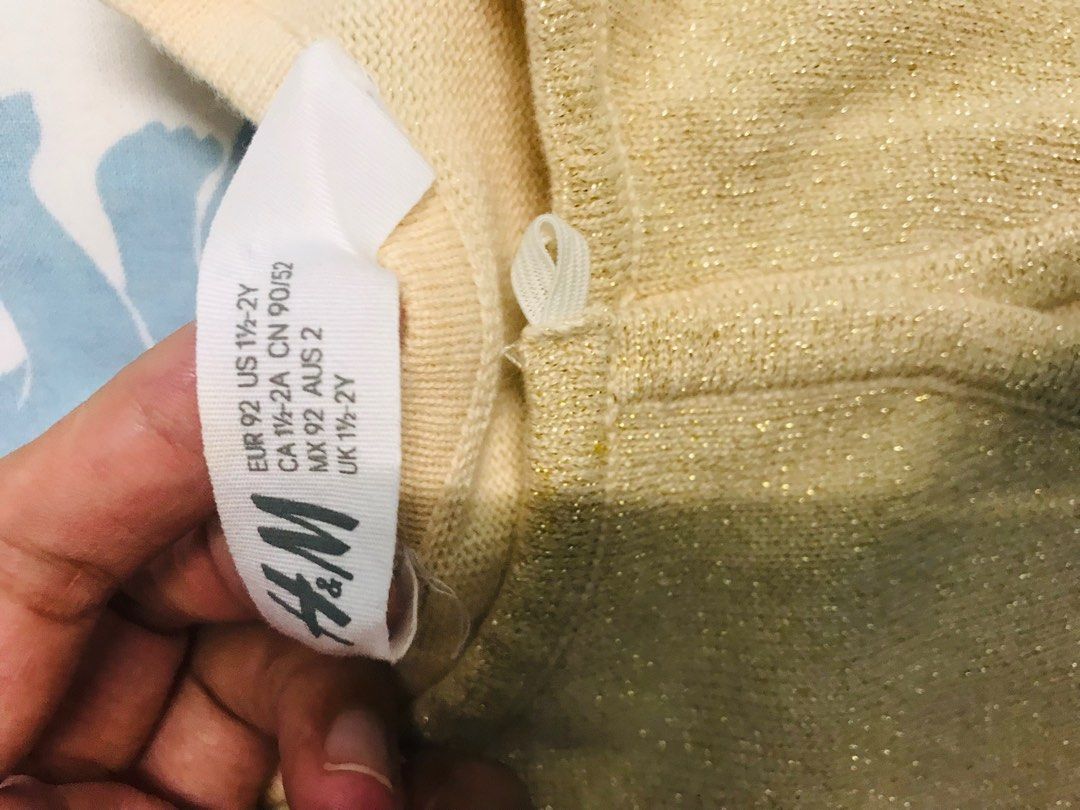 H&M
EUR 92 US 1½-2Y
CA 1½-2A CN 90/52
MX 92 AUS 2
UK 1½-2Y